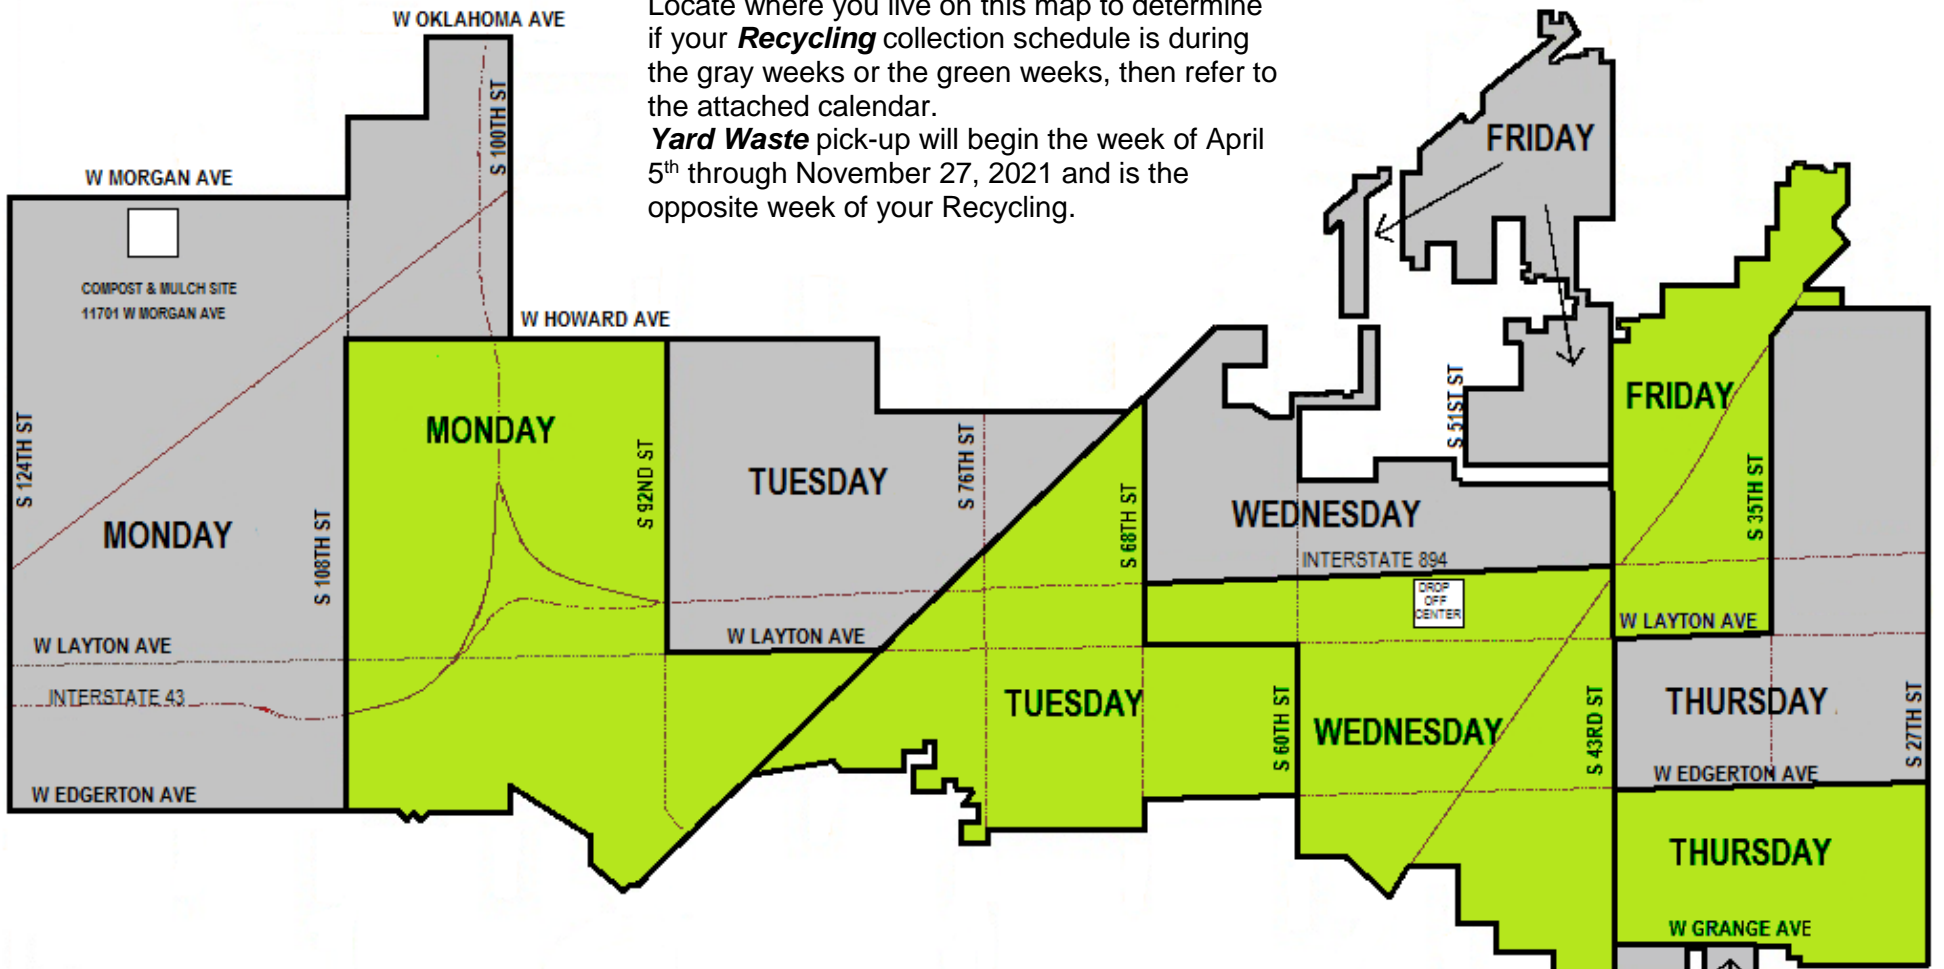 Locate where you live on this map to determine
if your Recycling collection schedule is during
the gray weeks or the green weeks, then refer to
the attached calendar.
Yard Waste pick-up will begin the week of April
5th through November 27, 2021 and is the
opposite week of your Recycling.
W OKLAHOMA AVE
S 100TH ST
W MORGAN AVE
COMPOST & MULCH SITE
11701 W MORGAN AVE
W HOWARD AVE
FRIDAY
S 124TH ST
MONDAY
S 108TH ST
MONDAY
S 92ND ST
TUESDAY
S 76TH ST
S 68TH ST
WEDNESDAY
INTERSTATE 894
S 51ST ST
FRIDAY
S 35TH ST
DROP
OFF
CENTER
W LAYTON AVE
W LAYTON AVE
W LAYTON AVE
INTERSTATE 43
TUESDAY
S 60TH ST
WEDNESDAY
S 43RD ST
THURSDAY
S 27TH ST
W EDGERTON AVE
W EDGERTON AVE
THURSDAY
W GRANGE AVE